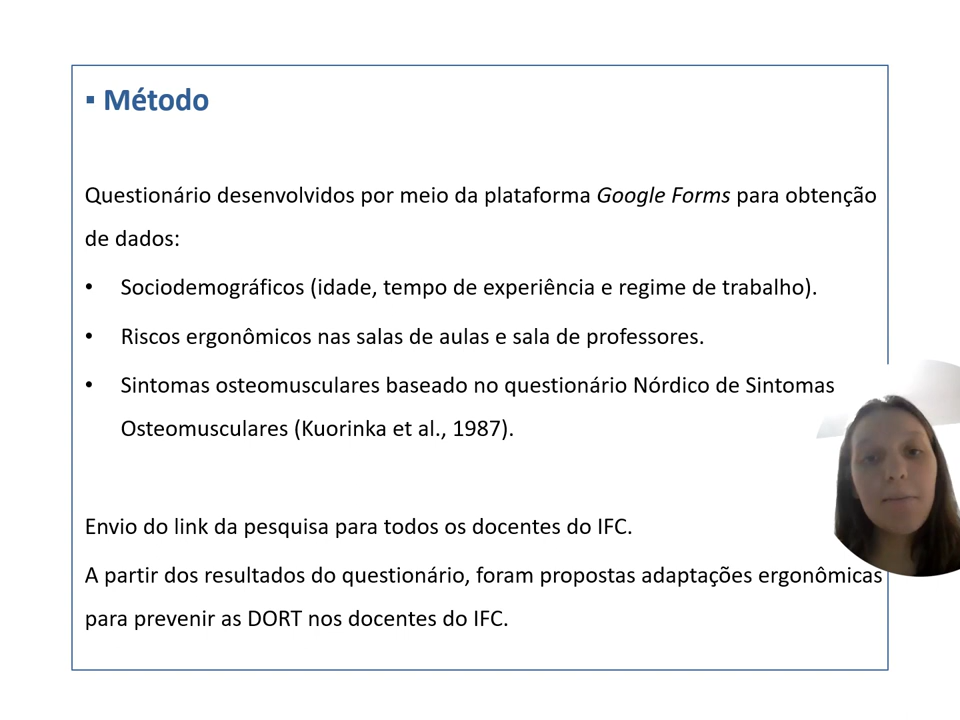 ▪ Método
Questionário desenvolvidos por meio da plataforma Google Forms para obtenção
de dados:
• Sociodemográficos (idade, tempo de experiência e regime de trabalho).
• Riscos ergonômicos nas salas de aulas e sala de professores.
• Sintomas osteomusculares baseado no questionário Nórdico de Sintomas
Osteomusculares (Kuorinka et al., 1987).
Envio do link da pesquisa para todos os docentes do IFC.
A partir dos resultados do questionário, foram propostas adaptações ergonômicas
para prevenir as DORT nos docentes do IFC.